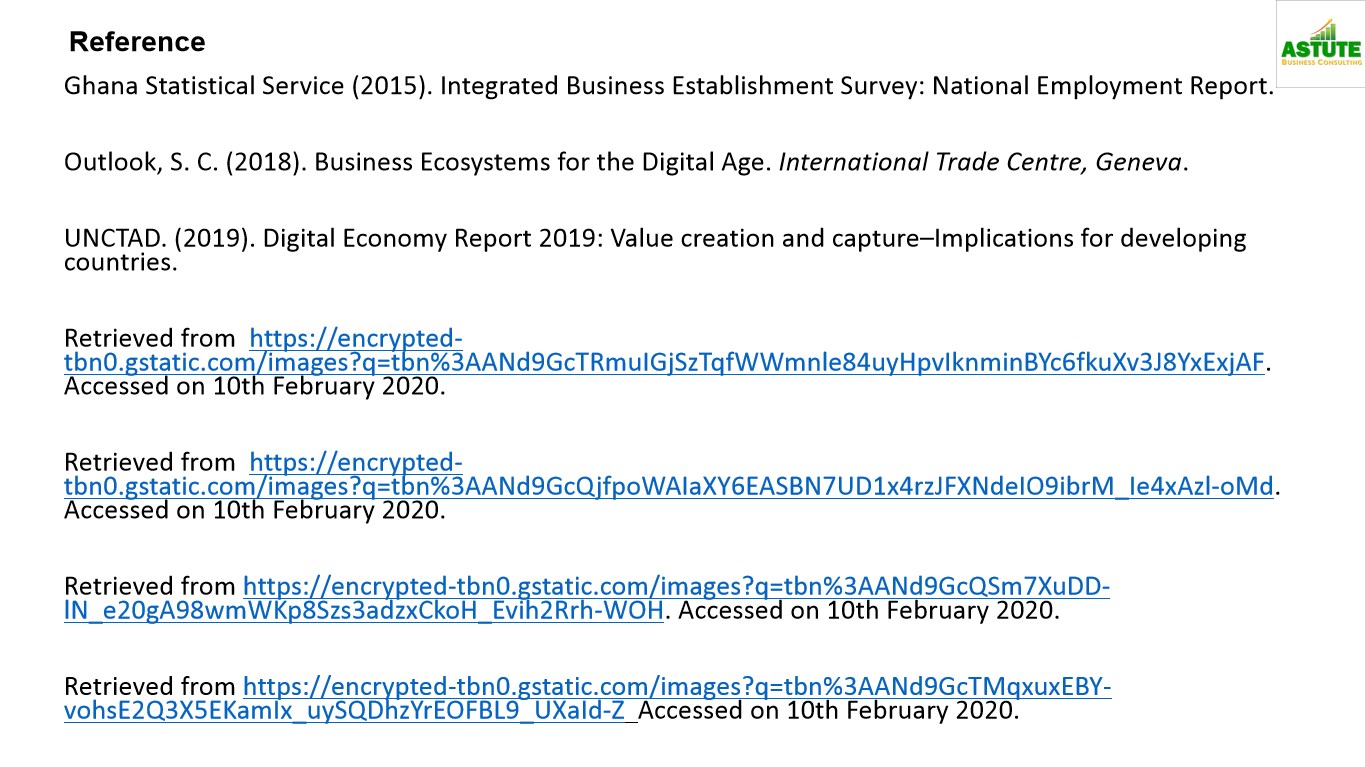 Reference
ASTUTE
BUSINESS CONSULTING
Ghana Statistical Service (2015). Integrated Business Establishment Survey: National Employment Report.
Outlook, S. C. (2018). Business Ecosystems for the Digital Age. International Trade Centre, Geneva.
UNCTAD. (2019). Digital Economy Report 2019: Value creation and capture–Implications for developing
countries.
Retrieved from  https://encrypted-
tbn0.gstatic.com/images?q=tbn%3AANd9GcTRmuIGjSzTqfWWmnle84uyHpvIknminBYc6fkuXv3J8YxExjAF.
Accessed on 10th February 2020.
Retrieved from  https://encrypted-
tbn0.gstatic.com/images?q=tbn%3AANd9GcQjfpoWAIaXY6EASBN7UD1x4rzJFXNdeIO9ibrM_Ie4xAzI-oMd.
Accessed on 10th February 2020.
Retrieved from https://encrypted-tbn0.gstatic.com/images?q=tbn%3AANd9GcQSm7XuDD-
lN_e20gA98wmWKp8Szs3adzxCkoH_Evih2Rrh-WOH. Accessed on 10th February 2020.
Retrieved from https://encrypted-tbn0.gstatic.com/images?q=tbn%3AANd9GcTMqxuxEBY-
vohsE2Q3X5EKamIx_uySQDhzYrEOFBL9_UXaId-Z_Accessed on 10th February 2020.